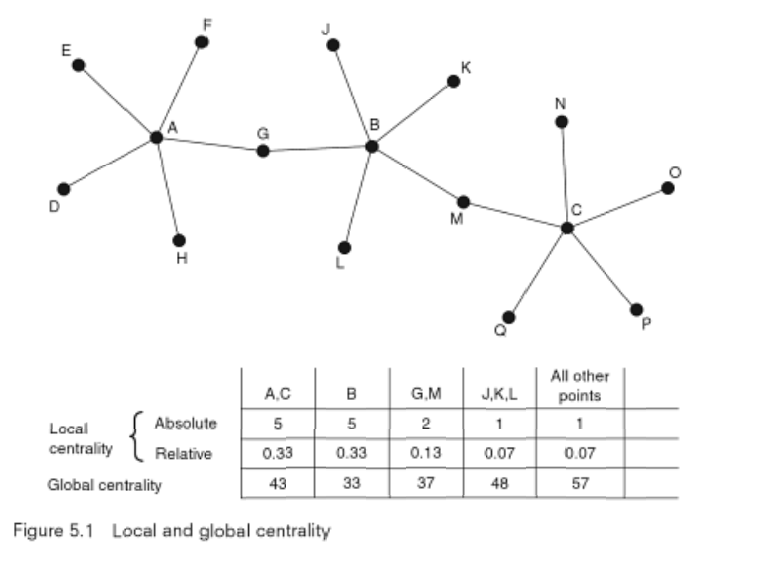 F
J
E
K
N
A
G
B
O
C
D
M
H
L
Q
P
All other
A,C B G,M J,K,L points
Local centrality { Absolute 5 5 2 1 1
Relative 0.33 0.33 0.13 0.07 0.07
Global centrality 43 33 37 48 57
Figure 5.1 Local and global centrality